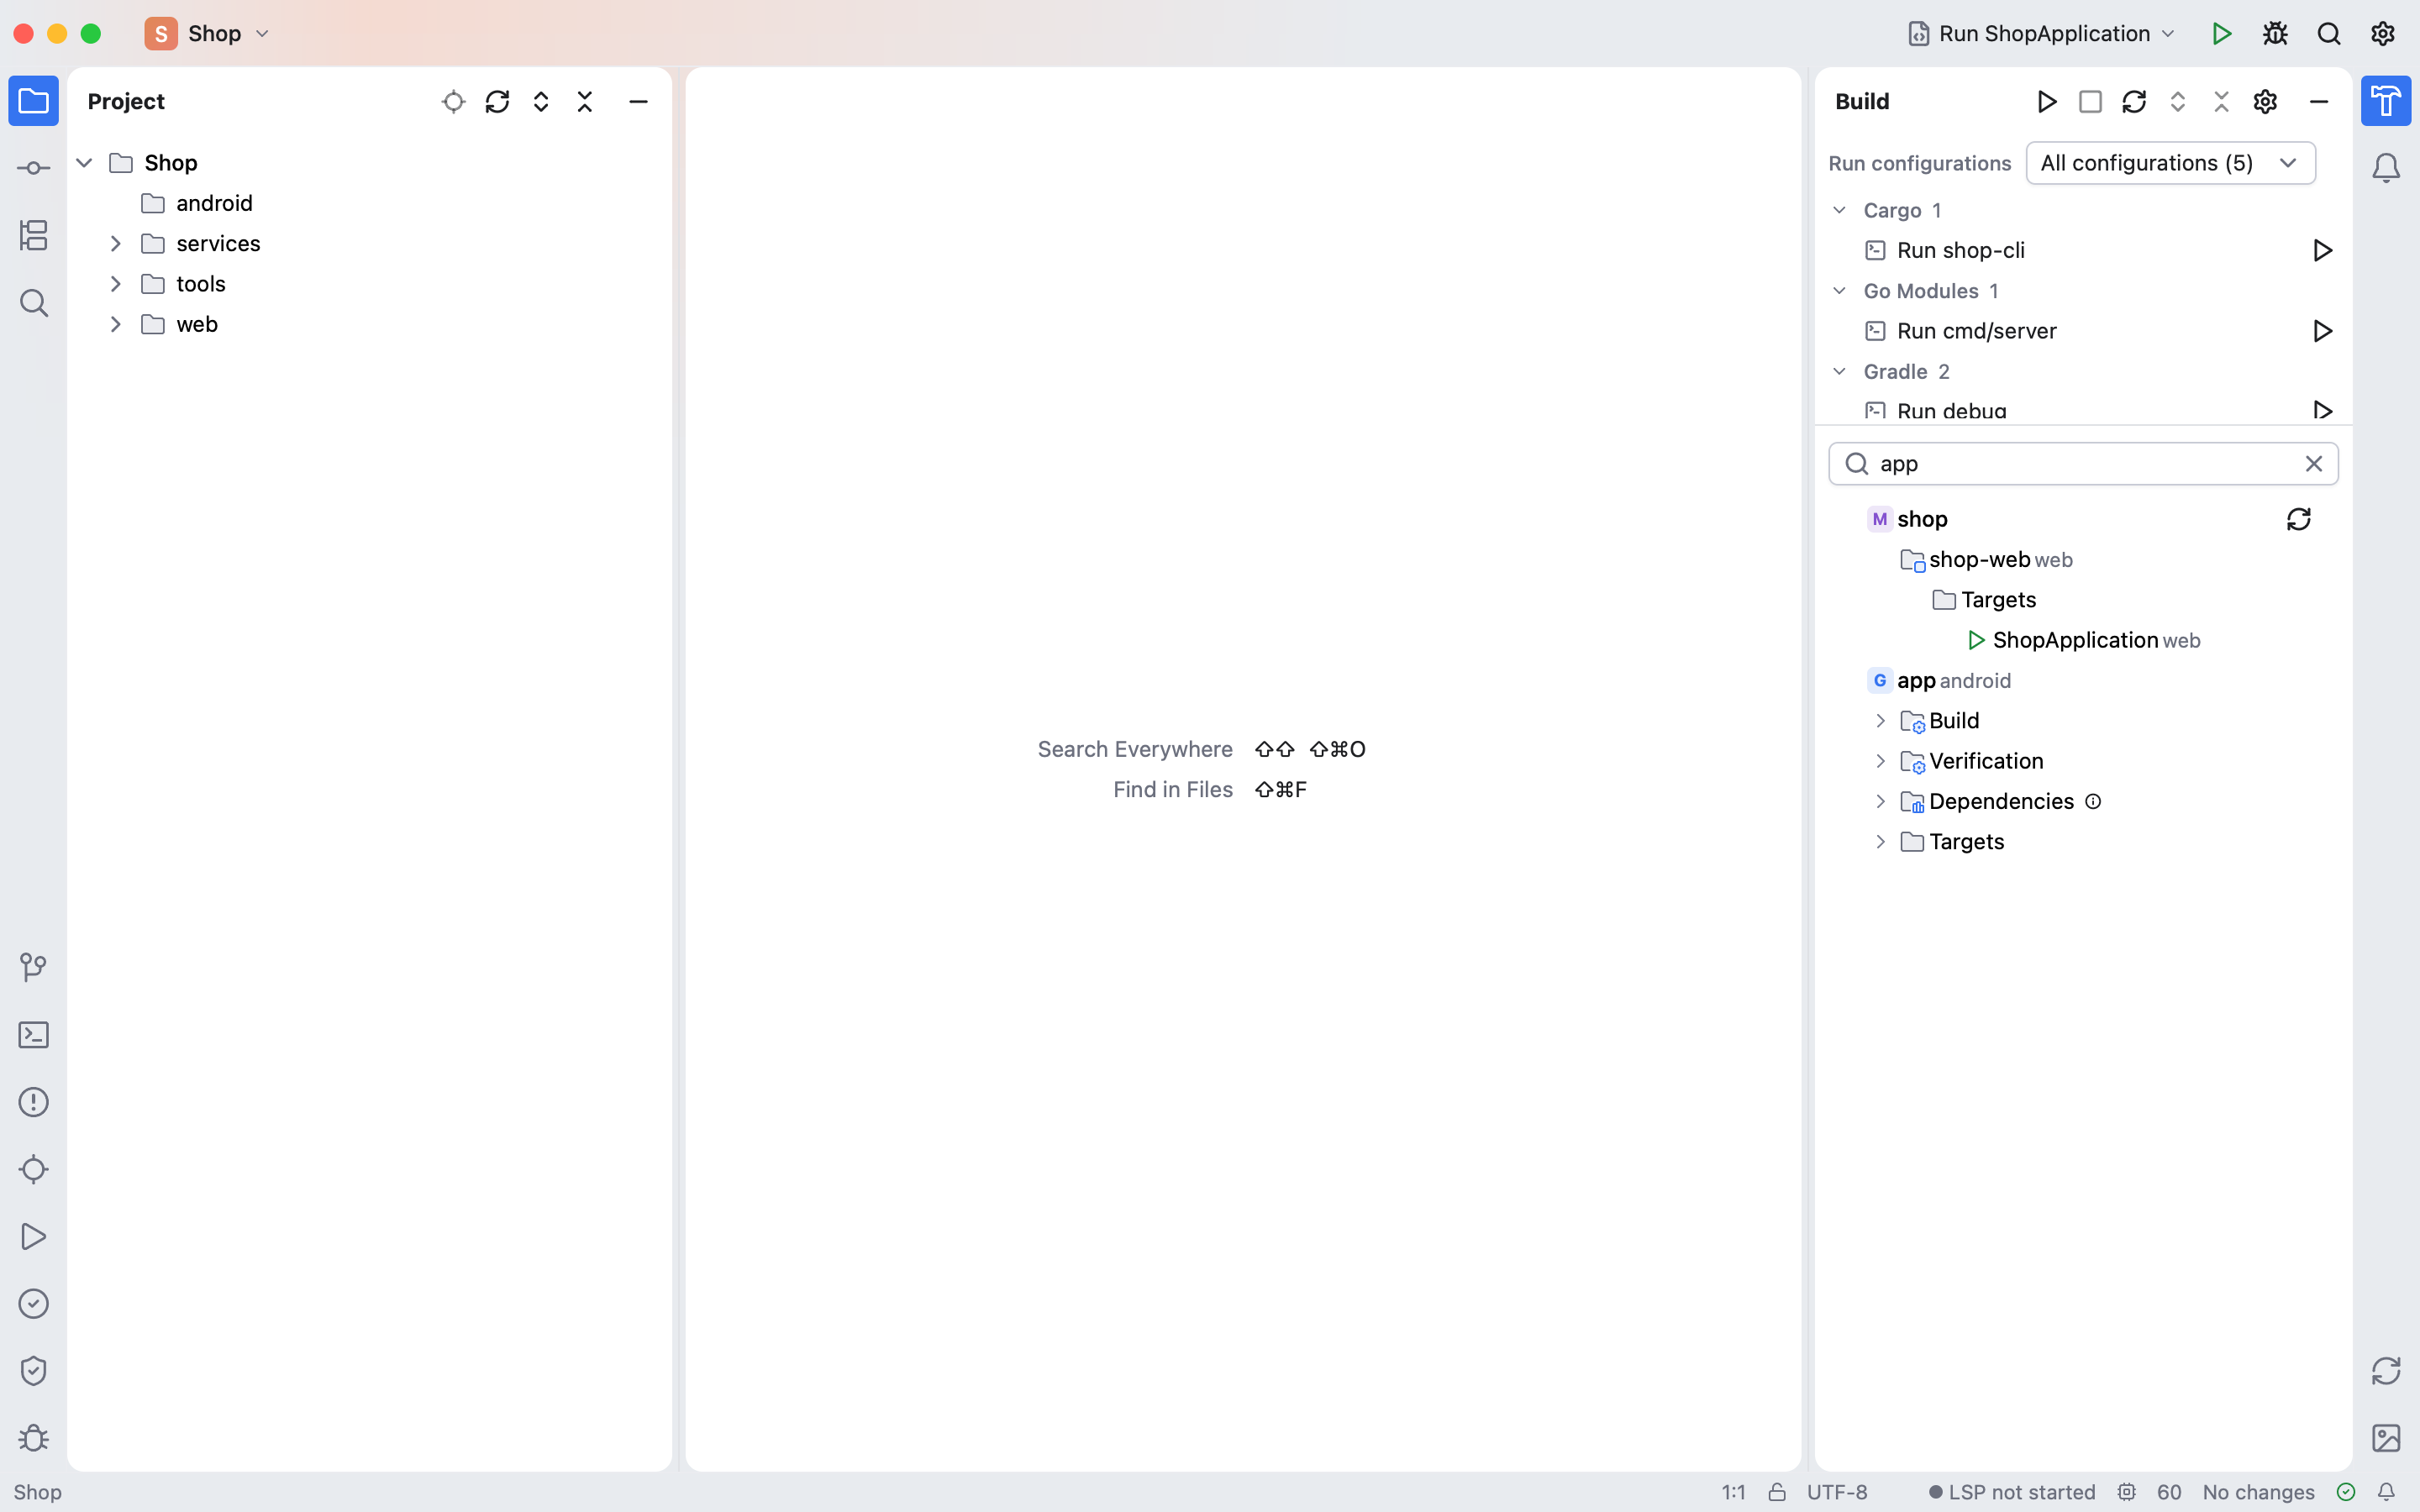 S Shop
Run ShopApplication
Project
Shop
android
services
tools
web
Search Everywhere ⇧⇧ ⇧⌘O
Find in Files ⇧⌘F
Build
Run configurations All configurations (5)
Cargo 1
Run shop-cli
Go Modules 1
Run cmd/server
Gradle 2
Run debug
app
M shop
shop-web web
Targets
ShopApplication web
G app android
Build
Verification
Dependencies
Targets
Shop
1:1 UTF-8 LSP not started 60 No changes